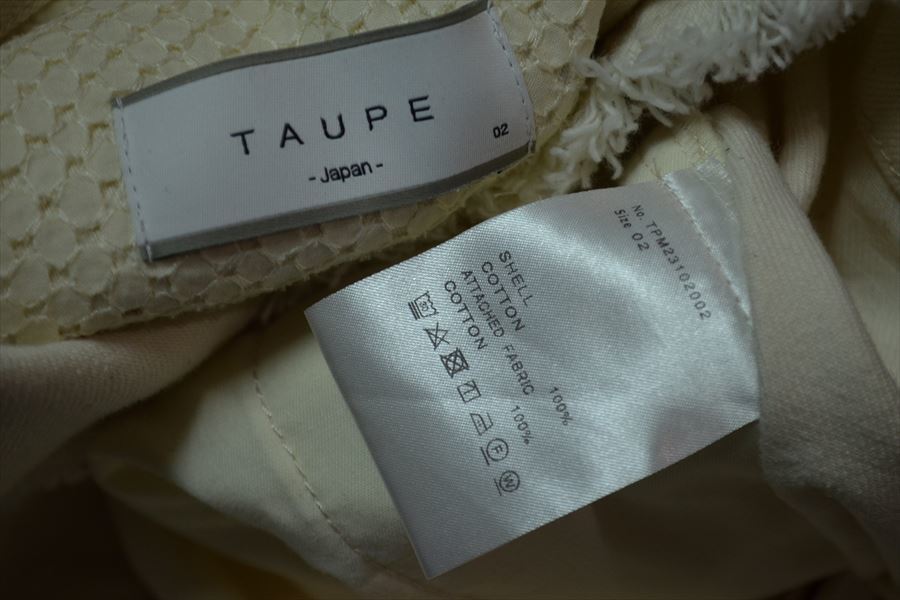 TAUPE
- Japan -
02
No. TPM23102002
Size 02
SHELL
COTTON 100%
ATTACHED FABRIC
COTTON 100%
F
W